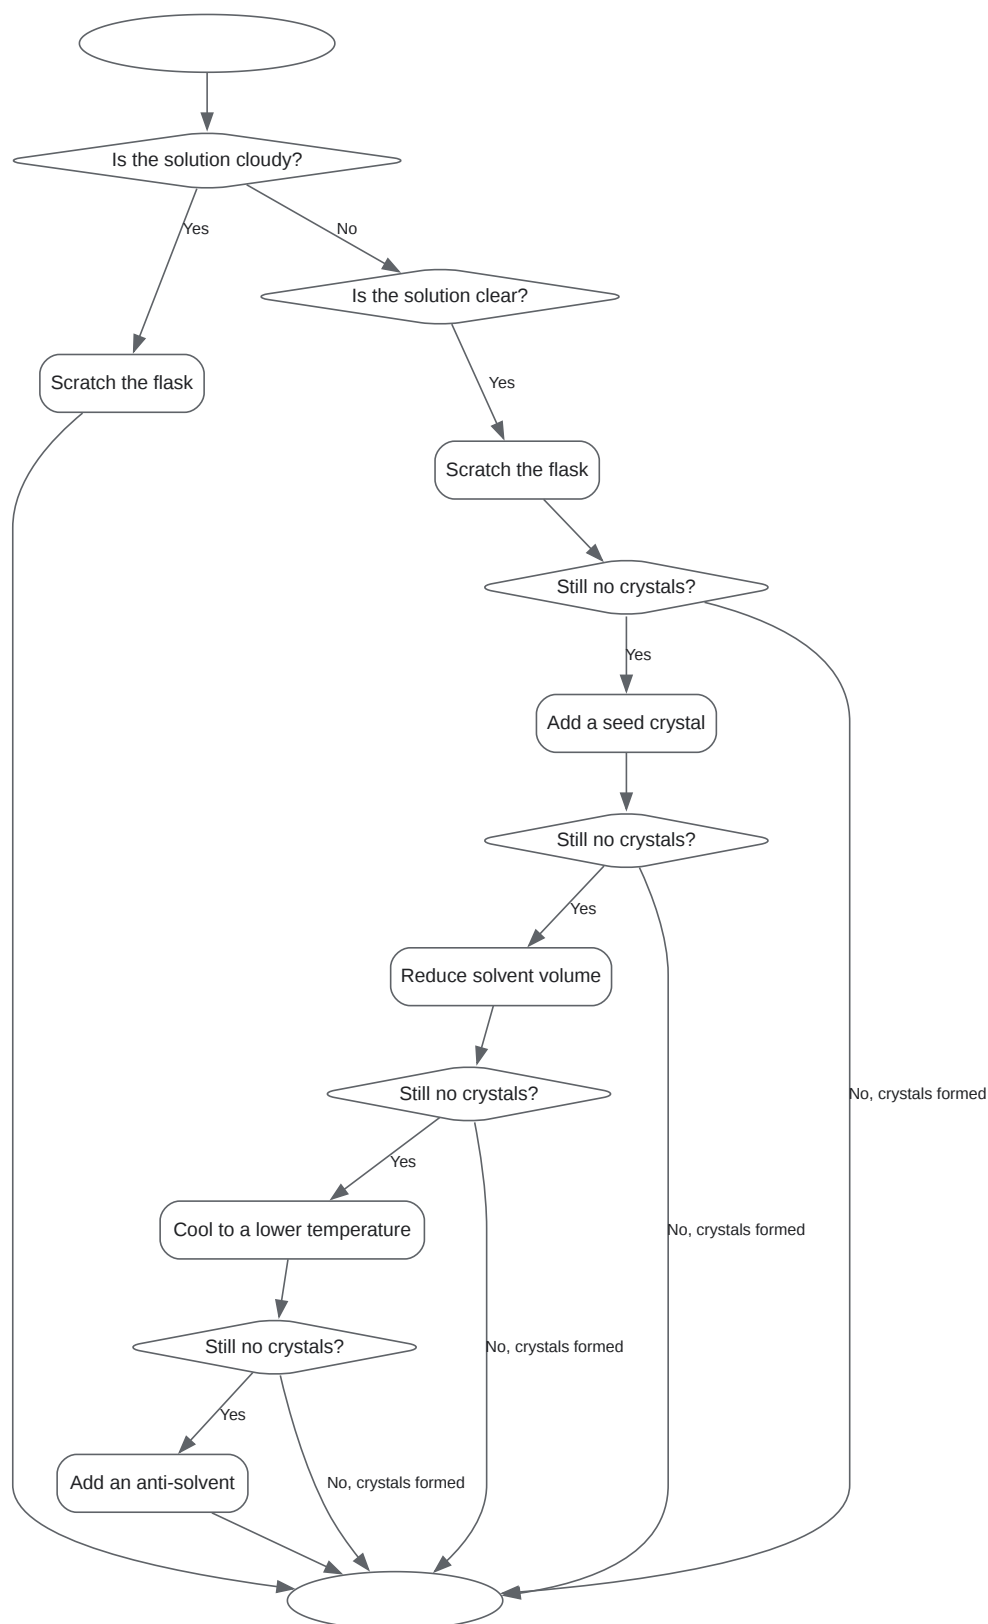 Is the solution cloudy?
Yes
No
Is the solution clear?
Scratch the flask
Yes
Scratch the flask
Still no crystals?
Yes
Add a seed crystal
Still no crystals?
Yes
Reduce solvent volume
Still no crystals?
No, crystals formed
Yes
Cool to a lower temperature
No, crystals formed
Still no crystals?
No, crystals formed
Yes
Add an anti-solvent
No, crystals formed